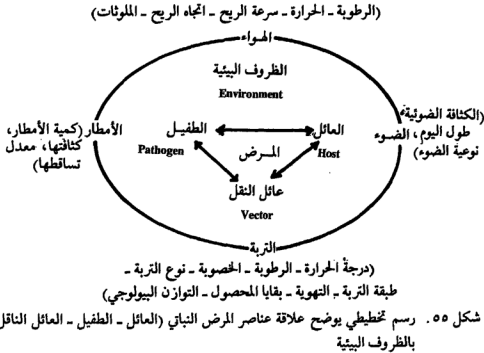 (الرطوبة ـ الحرارة ـ سرعة الريح ـ اتجاه الريح ـ الملوثات)
الهواء
الظروف البيئية
Environment
(الكثافة الضوئية،
طول اليوم، الضوء
نوعية الضوء)
العائل
Host
الطفيل
Pathogen
الأمطار (كمية الأمطار،
كثافتها، معدل
تساقطها)
المرض
عائل النقل
Vector
التربة
(درجة الحرارة ـ الرطوبة ـ الخصوبة ـ نوع التربة ـ
طبقة التربة ـ التهوية ـ بقايا المحصول ـ التوازن البيولوجي)
شكل ٥٥. رسم تخطيطي يوضح علاقة عناصر المرض النباتي (العائل ـ الطفيل ـ العائل الناقل
بالظروف البيئية